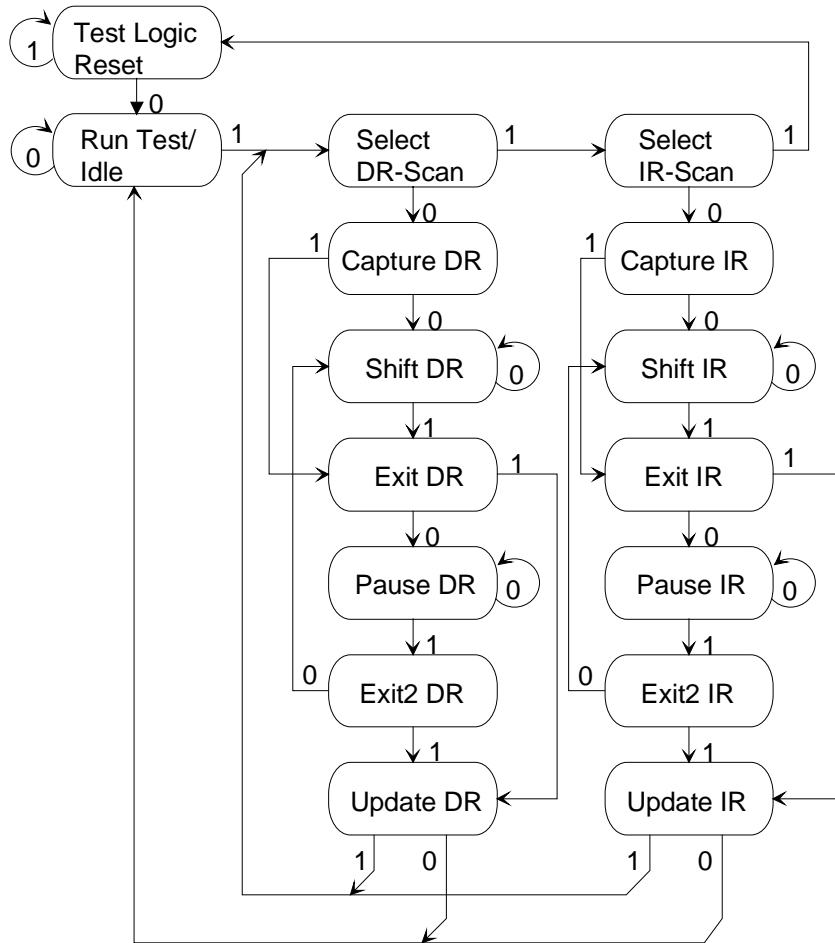 Test Logic
Reset
1
0
Run Test/
Idle
0
1
Select
DR-Scan
1
Select
IR-Scan
1
0
0
1
Capture DR
1
Capture IR
0
0
Shift DR
0
Shift IR
0
1
1
Exit DR
1
Exit IR
1
0
0
Pause DR
0
Pause IR
0
1
1
0
Exit2 DR
0
Exit2 IR
1
1
Update DR
Update IR
1
0
1
0